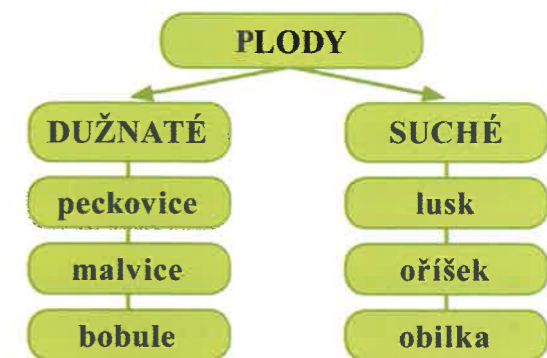 PLODY
DUŽNATÉ
SUCHÉ
peckovice
lusk
malvice
oříšek
bobule
obilka